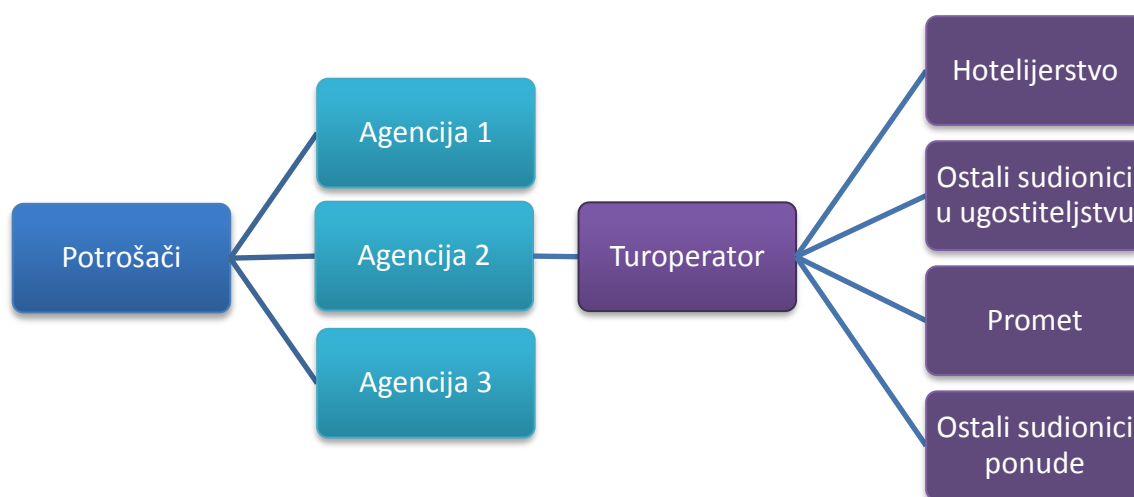 Potrošači
Agencija 1
Agencija 2
Agencija 3
Turoperator
Hotelijerstvo
Ostali sudionici
u ugostiteljstvu
Promet
Ostali sudionici
ponude